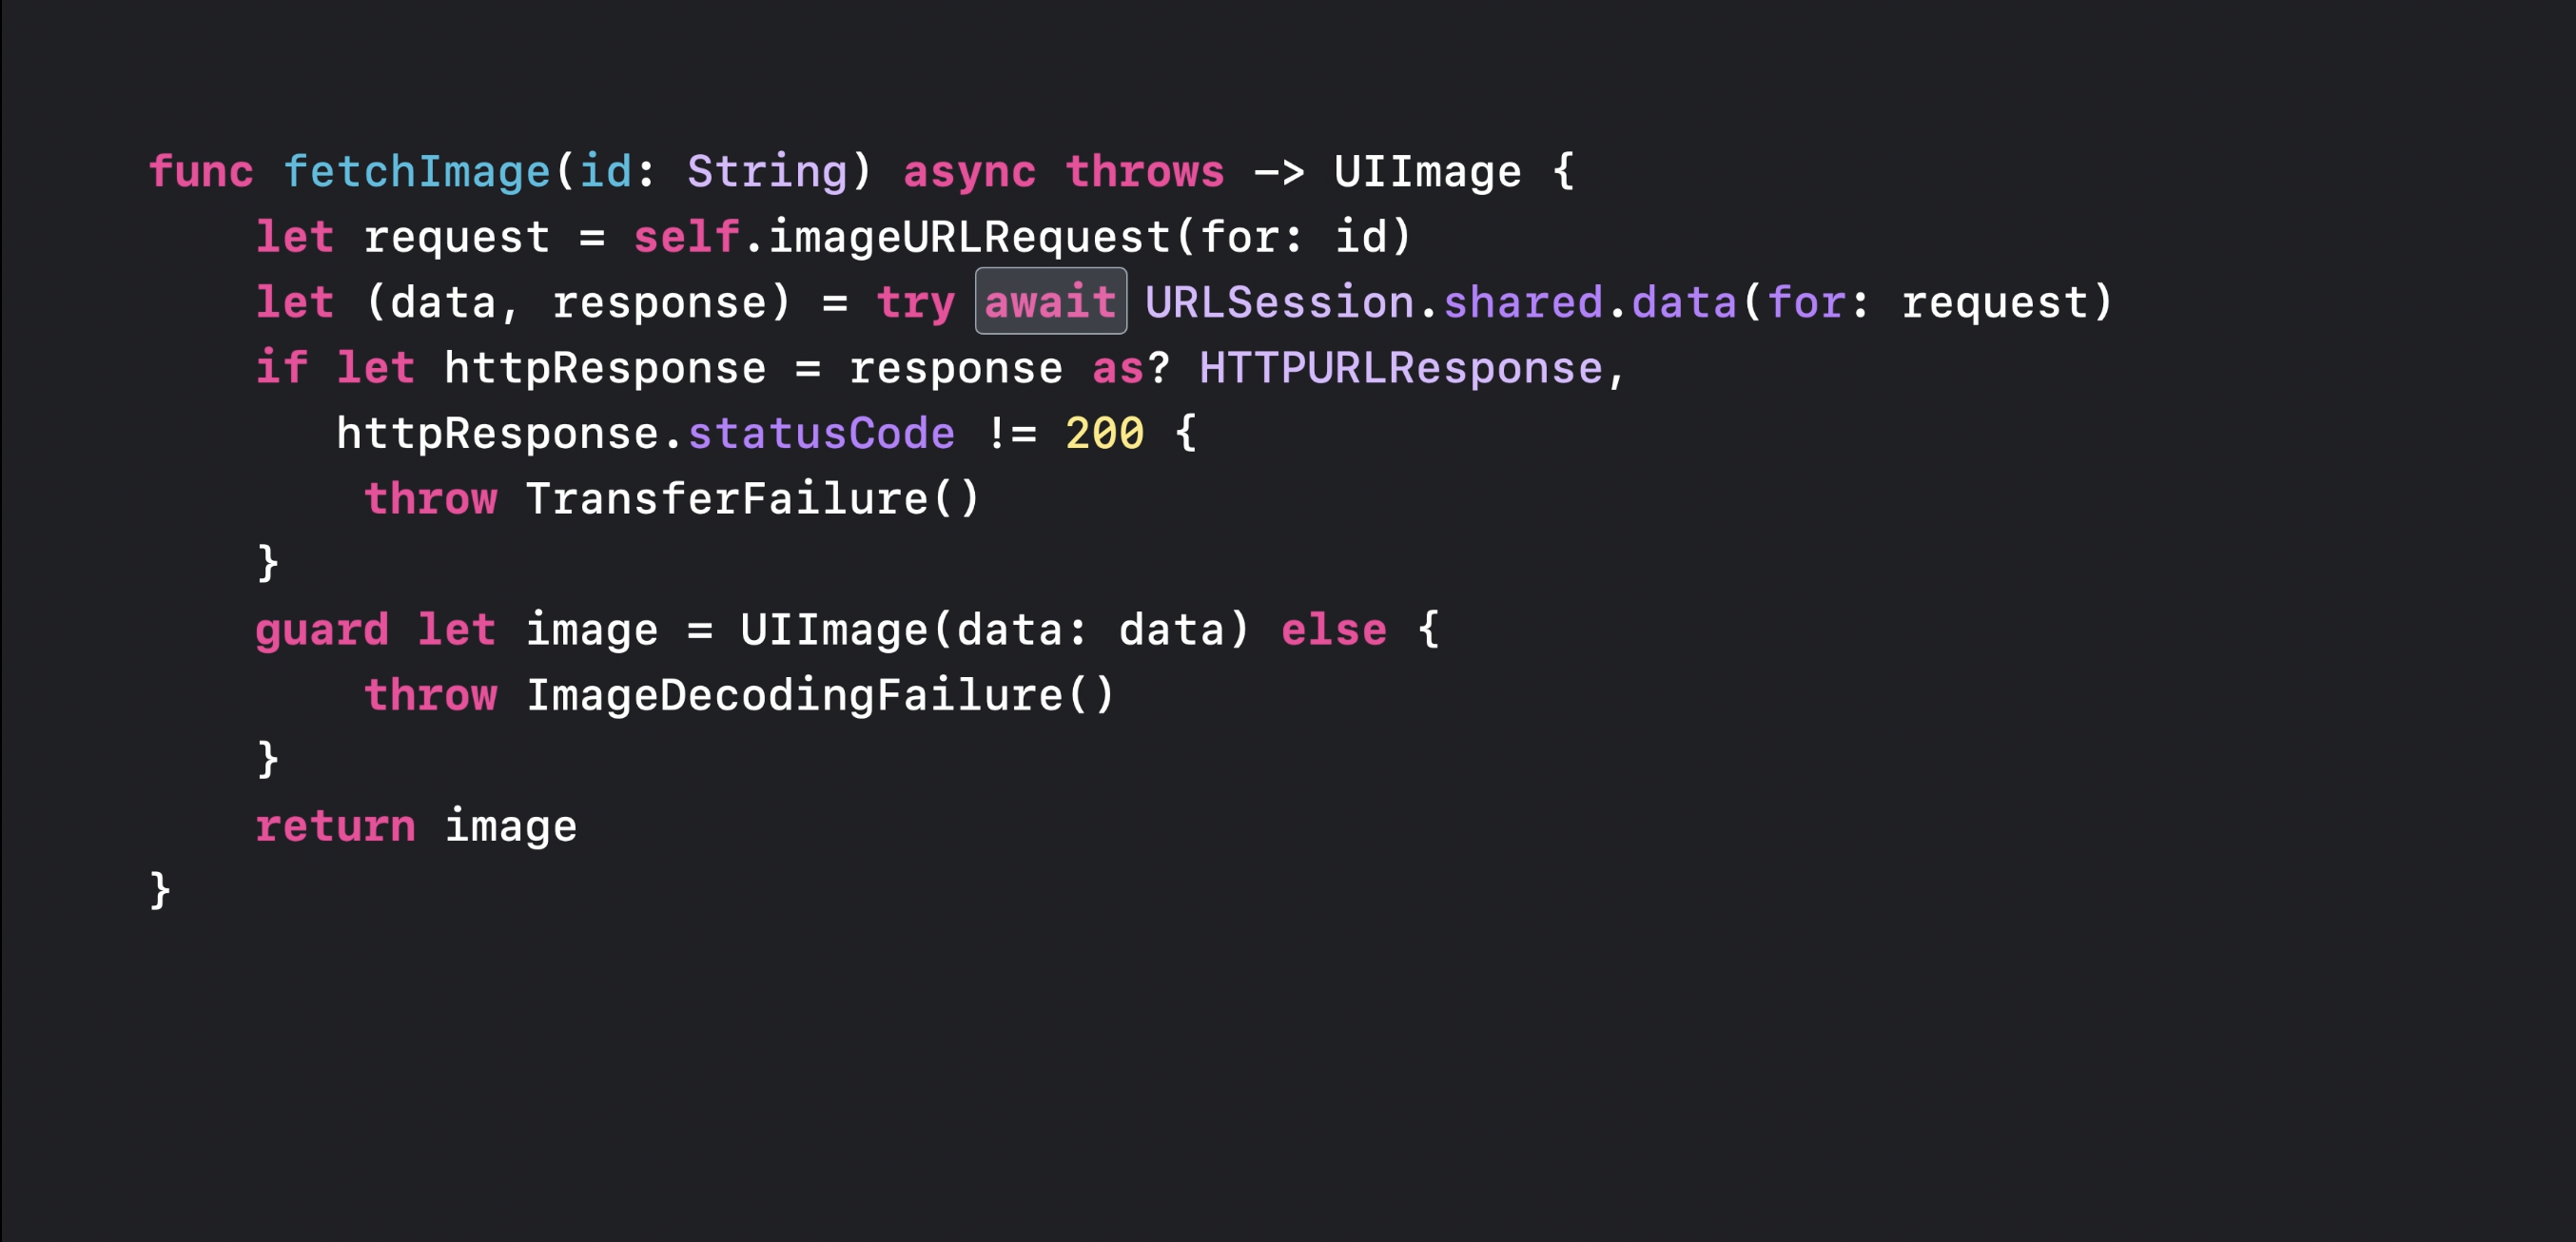 func fetchImage(id: String) async throws -> UIImage {
    let request = self.imageURLRequest(for: id)
    let (data, response) = try await URLSession.shared.data(for: request)
    if let httpResponse = response as? HTTPURLResponse,
       httpResponse.statusCode != 200 {
        throw TransferFailure()
    }
    guard let image = UIImage(data: data) else {
        throw ImageDecodingFailure()
    }
    return image
}